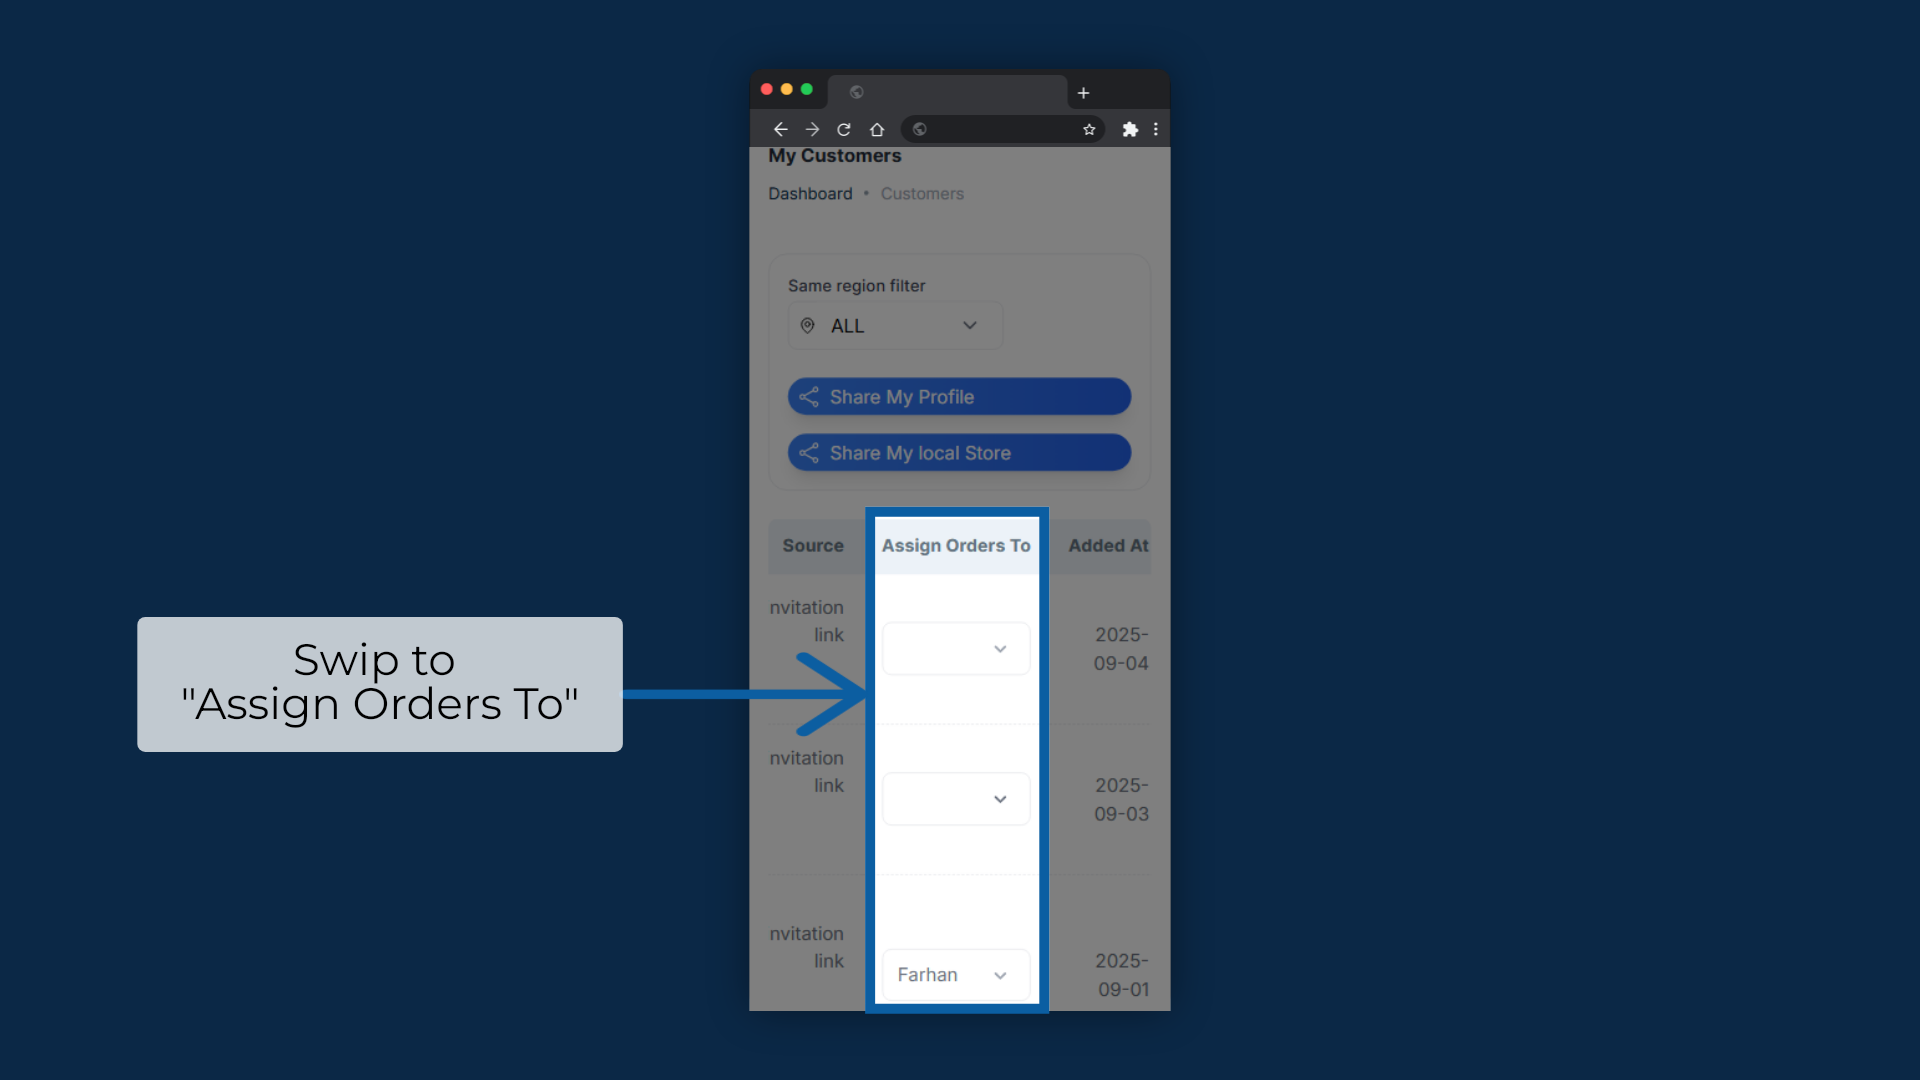 My Customers
Dashboard • Customers
Same region filter
ALL
Share My Profile
Share My local Store
Source Assign Orders To Added At
nvitation
link
2025-
09-04
Swip to
"Assign Orders To"
nvitation
link
2025-
09-03
nvitation
link
Farhan
2025-
09-01